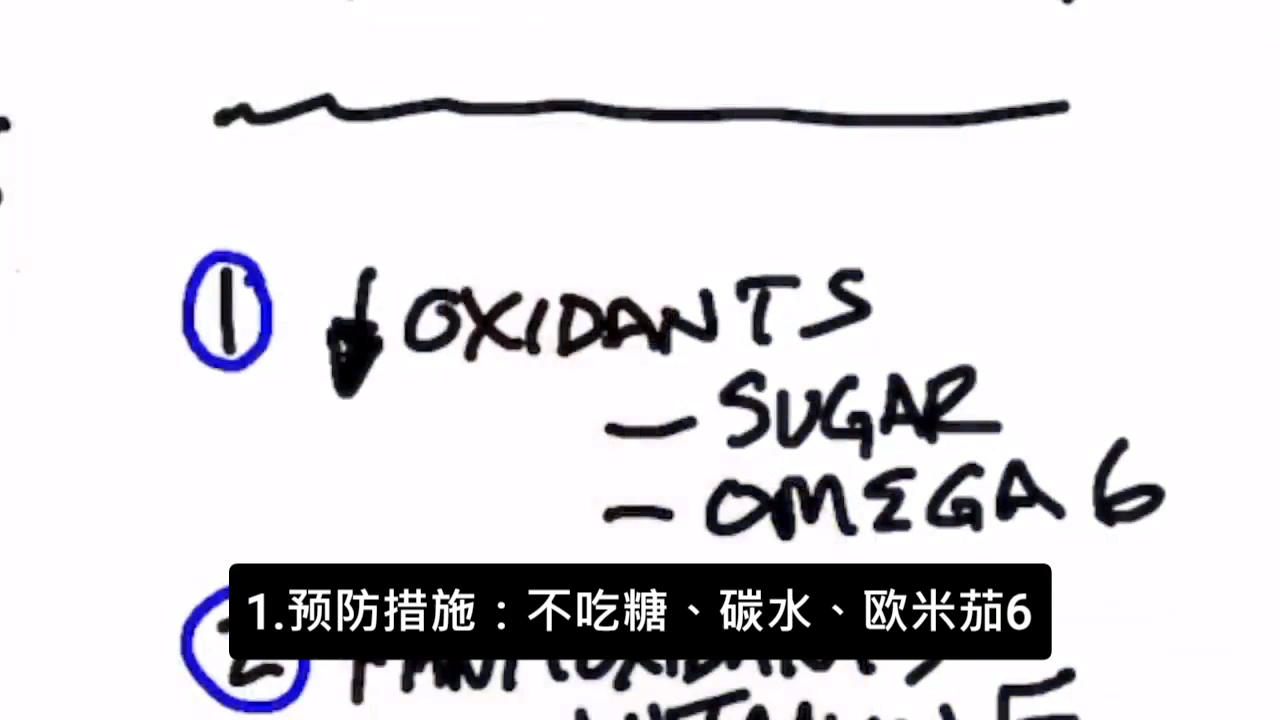 1 ↓ OXIDANTS
— SUGAR
— OMEGA 6
1.预防措施：不吃糖、碳水、欧米茄6
2